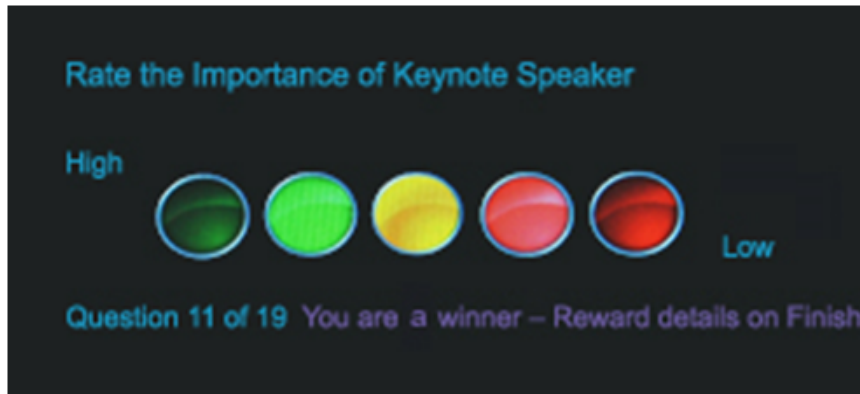 Rate the Importance of Keynote Speaker
High
Low
Question 11 of 19 You are a winner – Reward details on Finish